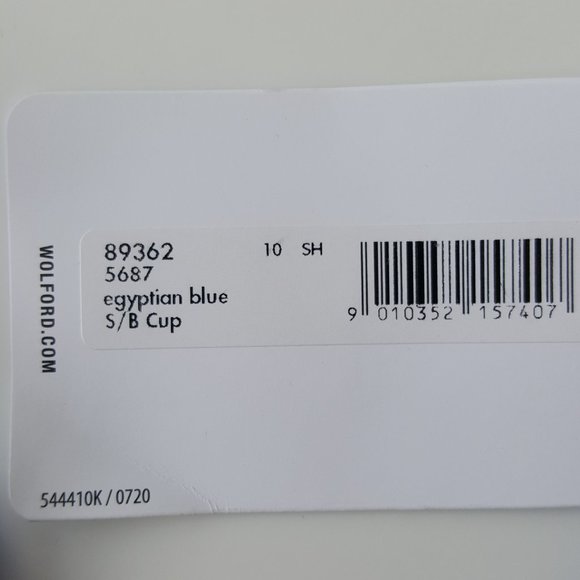 WOLFORD.COM
89362 10 SH
5687
egyptian blue
S/B Cup
9 010352 157407
544410K / 0720